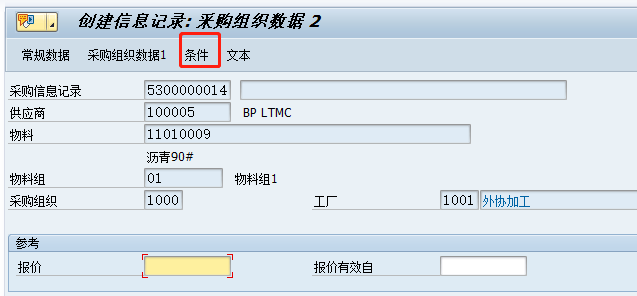 创建信息记录: 采购组织数据 2
常规数据 采购组织数据1 条件 文本
采购信息记录 5300000014
供应商 100005 BP LTMC
物料 11010009
沥青90#
物料组 01 物料组1
采购组织 1000 工厂 1001 外协加工
参考
报价 报价有效自